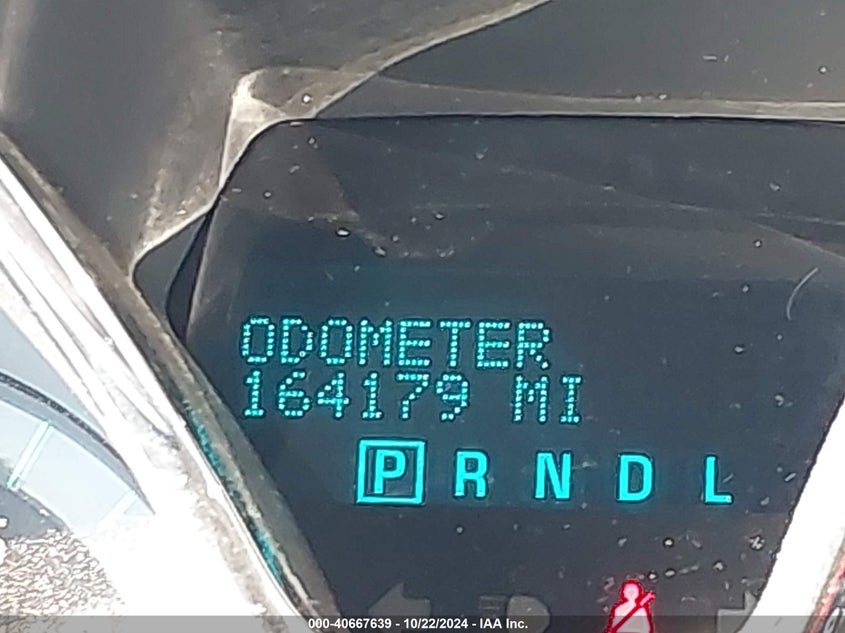 ODOMETER
164179 MI
P R N D L
000-40667639 - 10/22/2024 - IAA Inc.